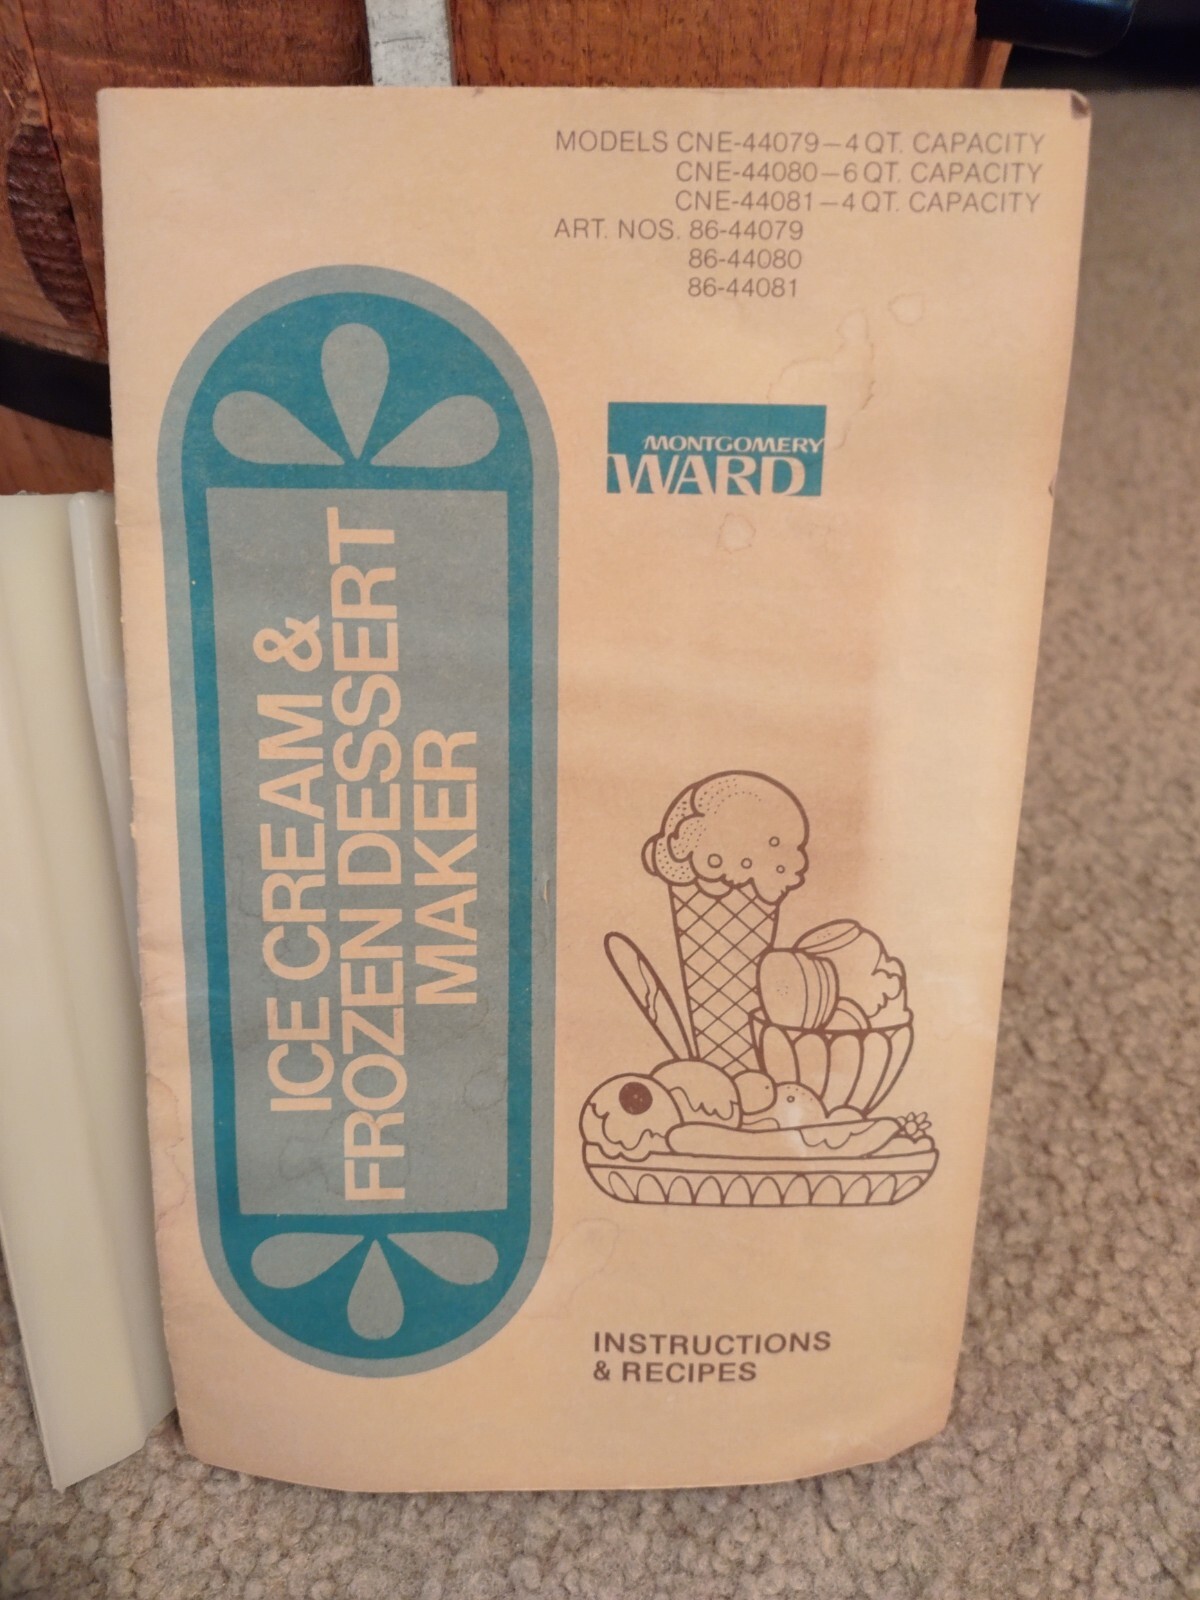 MODELS CNE-44079—4 QT. CAPACITY
CNE-44080—6 QT. CAPACITY
CNE-44081—4 QT. CAPACITY
ART. NOS. 86-44079
86-44080
86-44081
MONTGOMERY
WARD
ICE CREAM &
FROZEN DESSERT
MAKER
INSTRUCTIONS
& RECIPES